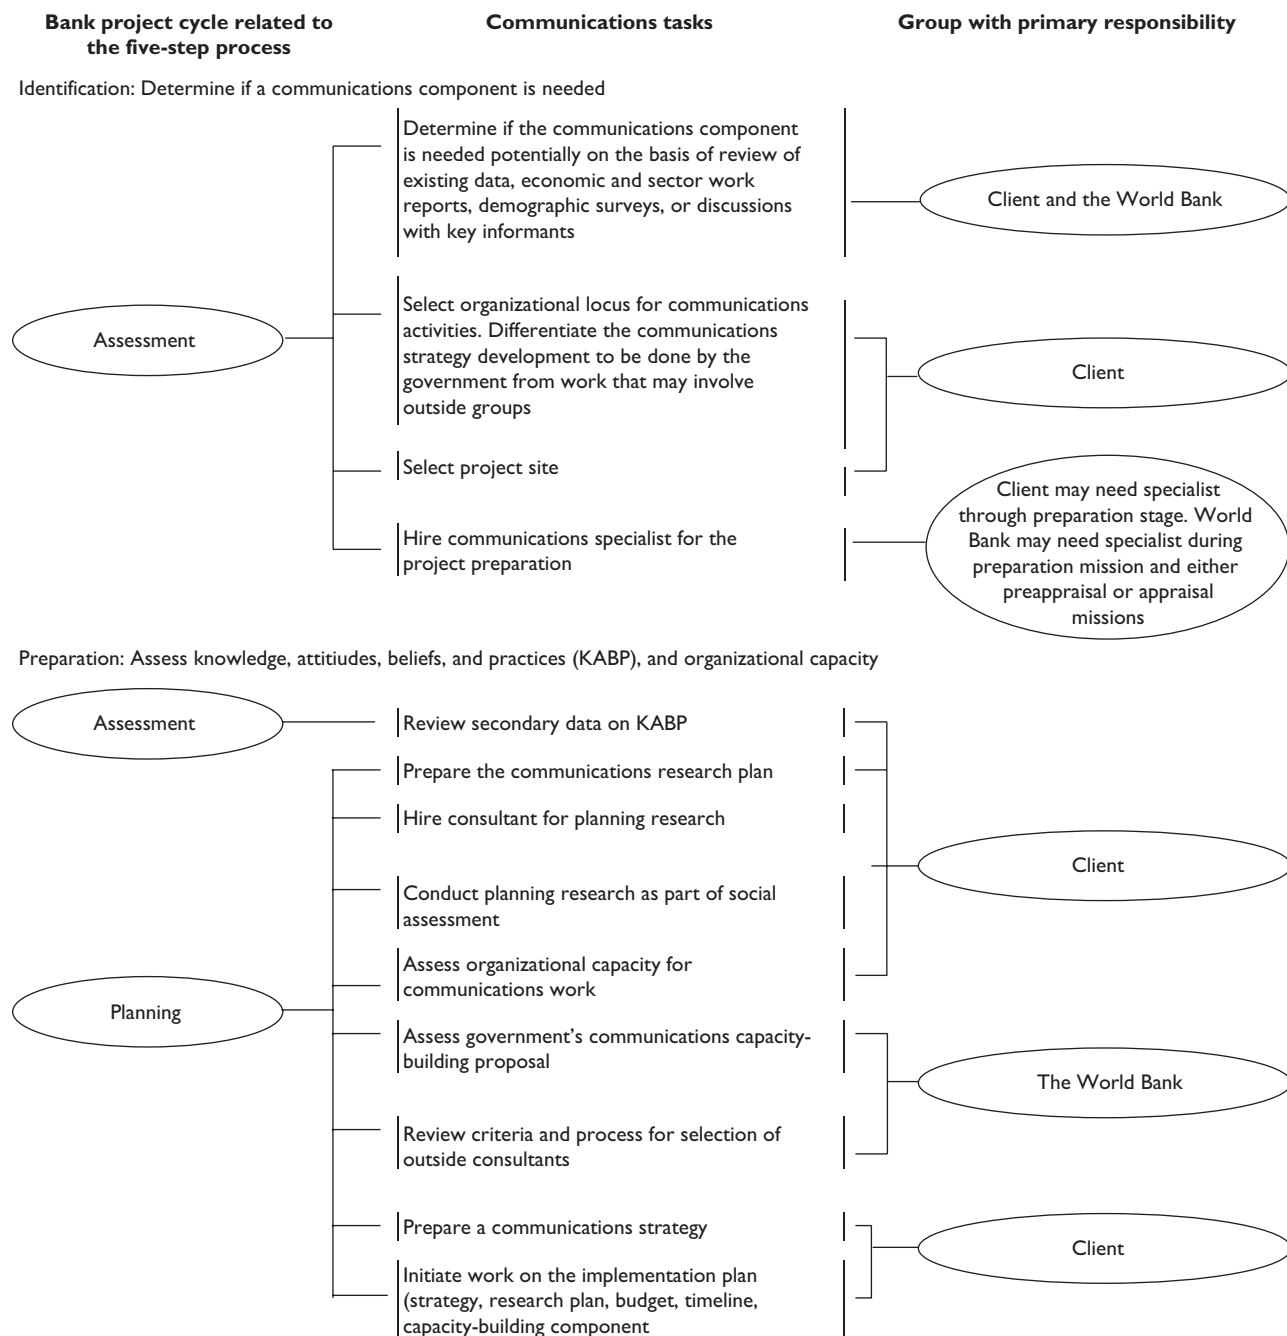 Bank project cycle related to
the five-step process
Communications tasks
Group with primary responsibility
Identification: Determine if a communications component is needed
Determine if the communications component
is needed potentially on the basis of review of
existing data, economic and sector work
reports, demographic surveys, or discussions
with key informants
Client and the World Bank
Assessment
Select organizational locus for communications
activities. Differentiate the communications
strategy development to be done by the
government from work that may involve
outside groups
Client
Select project site
Hire communications specialist for the
project preparation
Client may need specialist
through preparation stage. World
Bank may need specialist during
preparation mission and either
preappraisal or appraisal
missions
Preparation: Assess knowledge, attitiudes, beliefs, and practices (KABP), and organizational capacity
Assessment
Review secondary data on KABP
Planning
Prepare the communications research plan
Hire consultant for planning research
Conduct planning research as part of social
assessment
Assess organizational capacity for
communications work
Client
Assess government’s communications capacity-
building proposal
Review criteria and process for selection of
outside consultants
The World Bank
Prepare a communications strategy
Initiate work on the implementation plan
(strategy, research plan, budget, timeline,
capacity-building component
Client